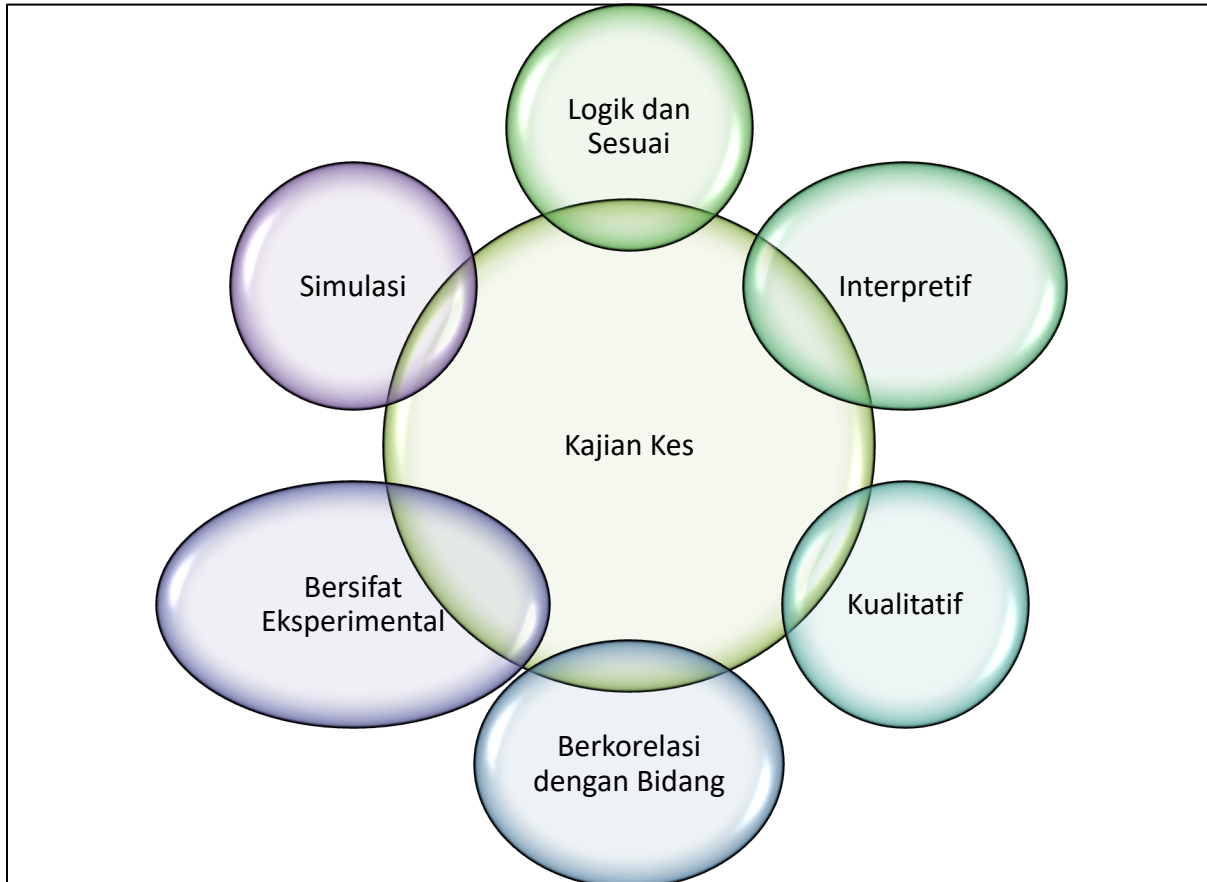 Logik dan
Sesuai
Simulasi
Interpretif
Kajian Kes
Bersifat
Eksperimental
Kualitatif
Berkorelasi
dengan Bidang